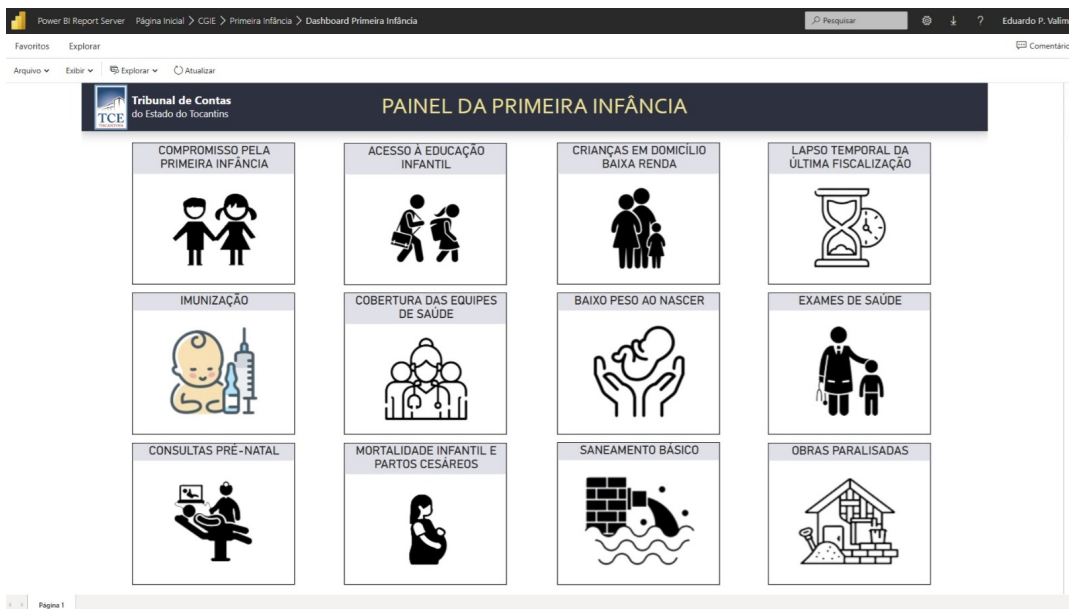 Power BI Report Server Página Inicial > CGIE > Primeira Infância > Dashboard Primeira Infância
Pesquisar
? Eduardo P. Valim
Favoritos Explorar
Comentário
Arquivo Exibir Explorar Atualizar
TCE
Tribunal de Contas
do Estado do Tocantins
PAINEL DA PRIMEIRA INFÂNCIA
COMPROMISSO PELA
PRIMEIRA INFÂNCIA
ACESSO À EDUCAÇÃO
INFANTIL
CRIANÇAS EM DOMICÍLIO
BAIXA RENDA
LAPSO TEMPORAL DA
ÚLTIMA FISCALIZAÇÃO
IMUNIZAÇÃO
COBERTURA DAS EQUIPES
DE SAÚDE
BAIXO PESO AO NASCER
EXAMES DE SAÚDE
CONSULTAS PRÉ-NATAL
MORTALIDADE INFANTIL E
PARTOS CESÁREOS
SANEAMENTO BÁSICO
OBRAS PARALISADAS
Página 1